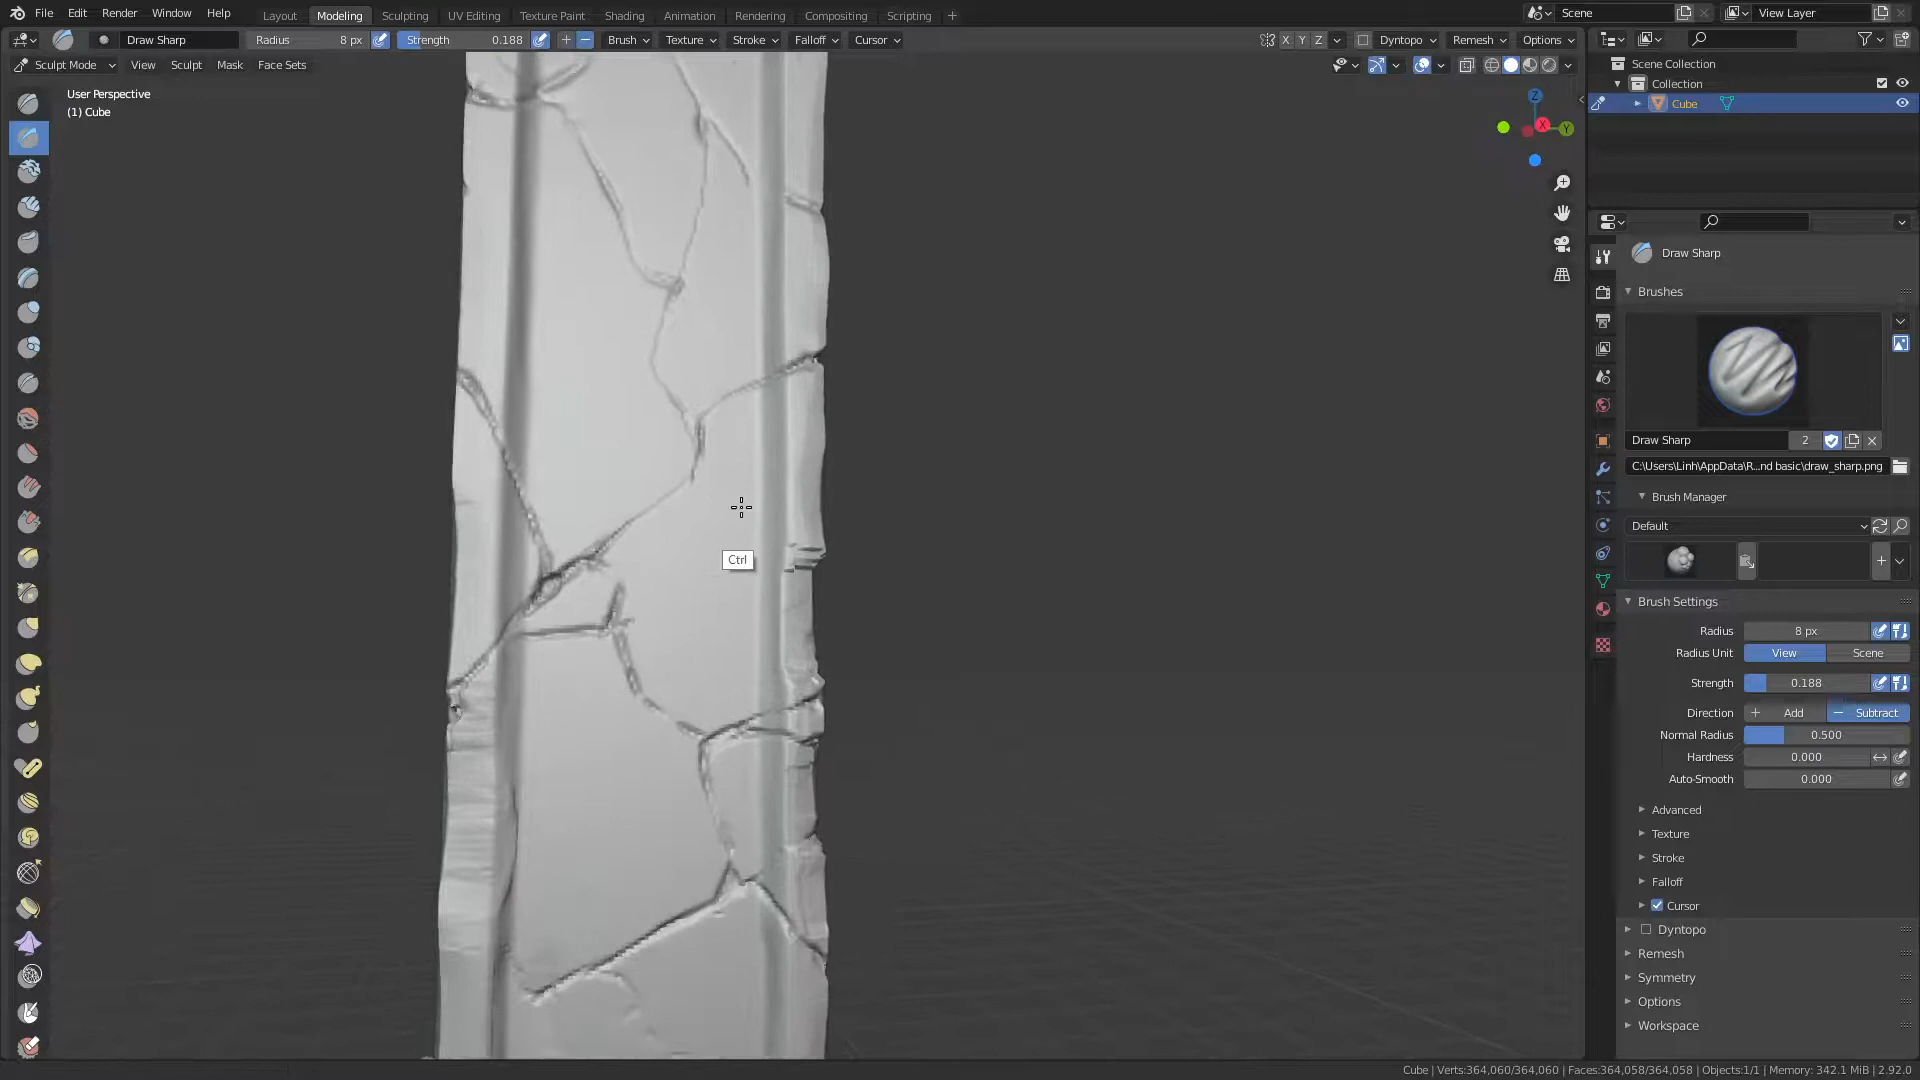 File Edit Render Window Help Layout Modeling Sculpting UV Editing Texture Paint Shading Animation Rendering Compositing Scripting + Scene View Layer
Draw Sharp Radius 8 px Strength 0.188 Brush Texture Stroke Falloff Cursor X Y Z Dyntopo Remesh Options
Sculpt Mode View Sculpt Mask Face Sets
User Perspective
(1) Cube
Z
X
Y
Ctrl
Scene Collection
Collection
Cube
Draw Sharp
Brushes
Draw Sharp 2
C:\Users\Linh\AppData\R...nd basic\draw_sharp.png
Brush Manager
Default
Brush Settings
Radius 8 px
Radius Unit View Scene
Strength 0.188
Direction + Add − Subtract
Normal Radius 0.500
Hardness 0.000
Auto-Smooth 0.000
Advanced
Texture
Stroke
Falloff
Cursor
Dyntopo
Remesh
Symmetry
Options
Workspace
Cube | Verts:364,060/364,060 | Faces:364,058/364,058 | Objects:1/1 | Memory: 342.1 MiB | 2.92.0